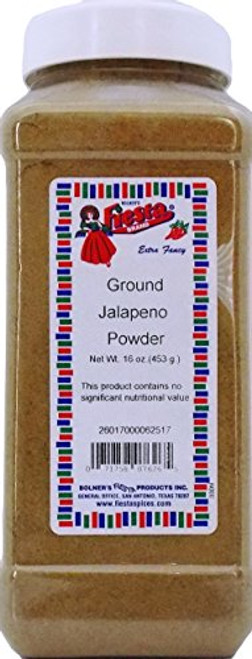 BOLNER'S
Fiesta®
BRAND
Extra Fancy
Ground
Jalapeno
Powder
Net Wt. 16 oz.(453 g.)
This product contains no
significant nutritional value
26017000062517
BOLNER'S FIESTA PRODUCTS INC.
GENERAL OFFICE, SAN ANTONIO, TEXAS 78207
www.fiestaspices.com